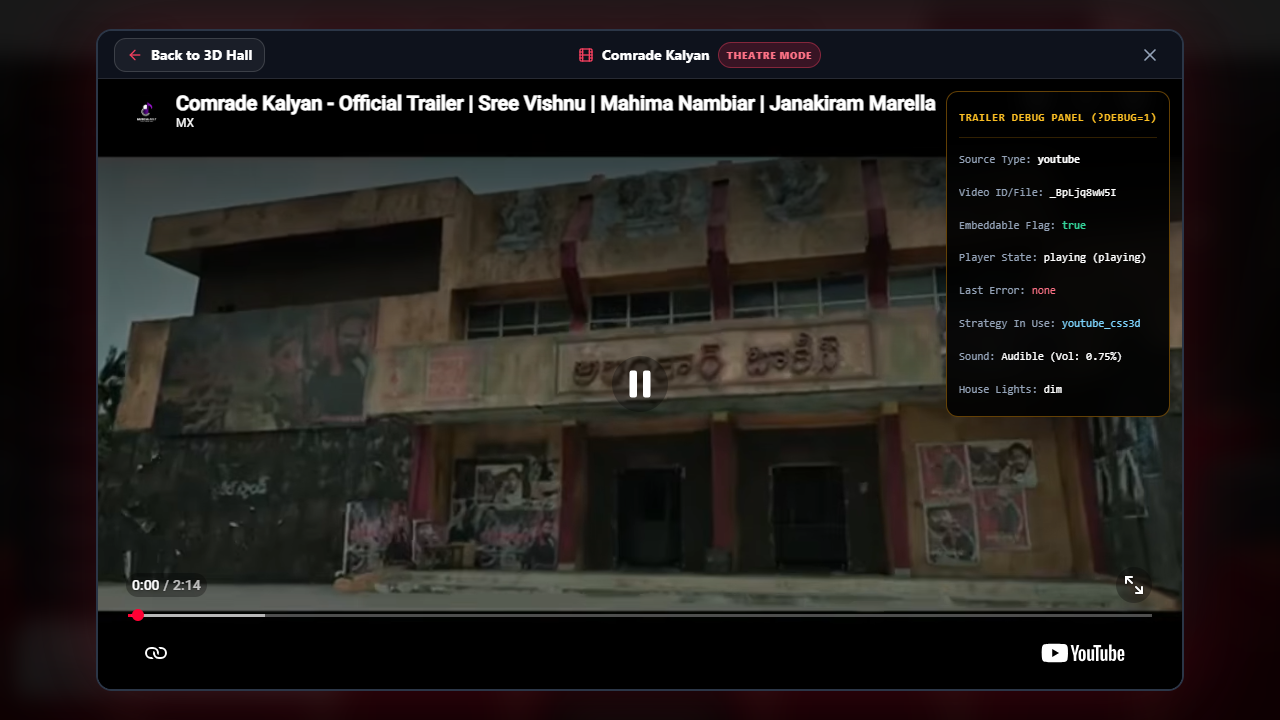 Back to 3D Hall
Comrade Kalyan
THEATRE MODE
Comrade Kalyan - Official Trailer | Sree Vishnu | Mahima Nambiar | Janakiram Marella
MX
TRAILER DEBUG PANEL (?DEBUG=1)
Source Type: youtube
Video ID/File: _BpLjq8wW5I
Embeddable Flag: true
Player State: playing (playing)
Last Error: none
Strategy In Use: youtube_css3d
Sound: Audible (Vol: 0.75%)
House Lights: dim
0:00 / 2:14
YouTube